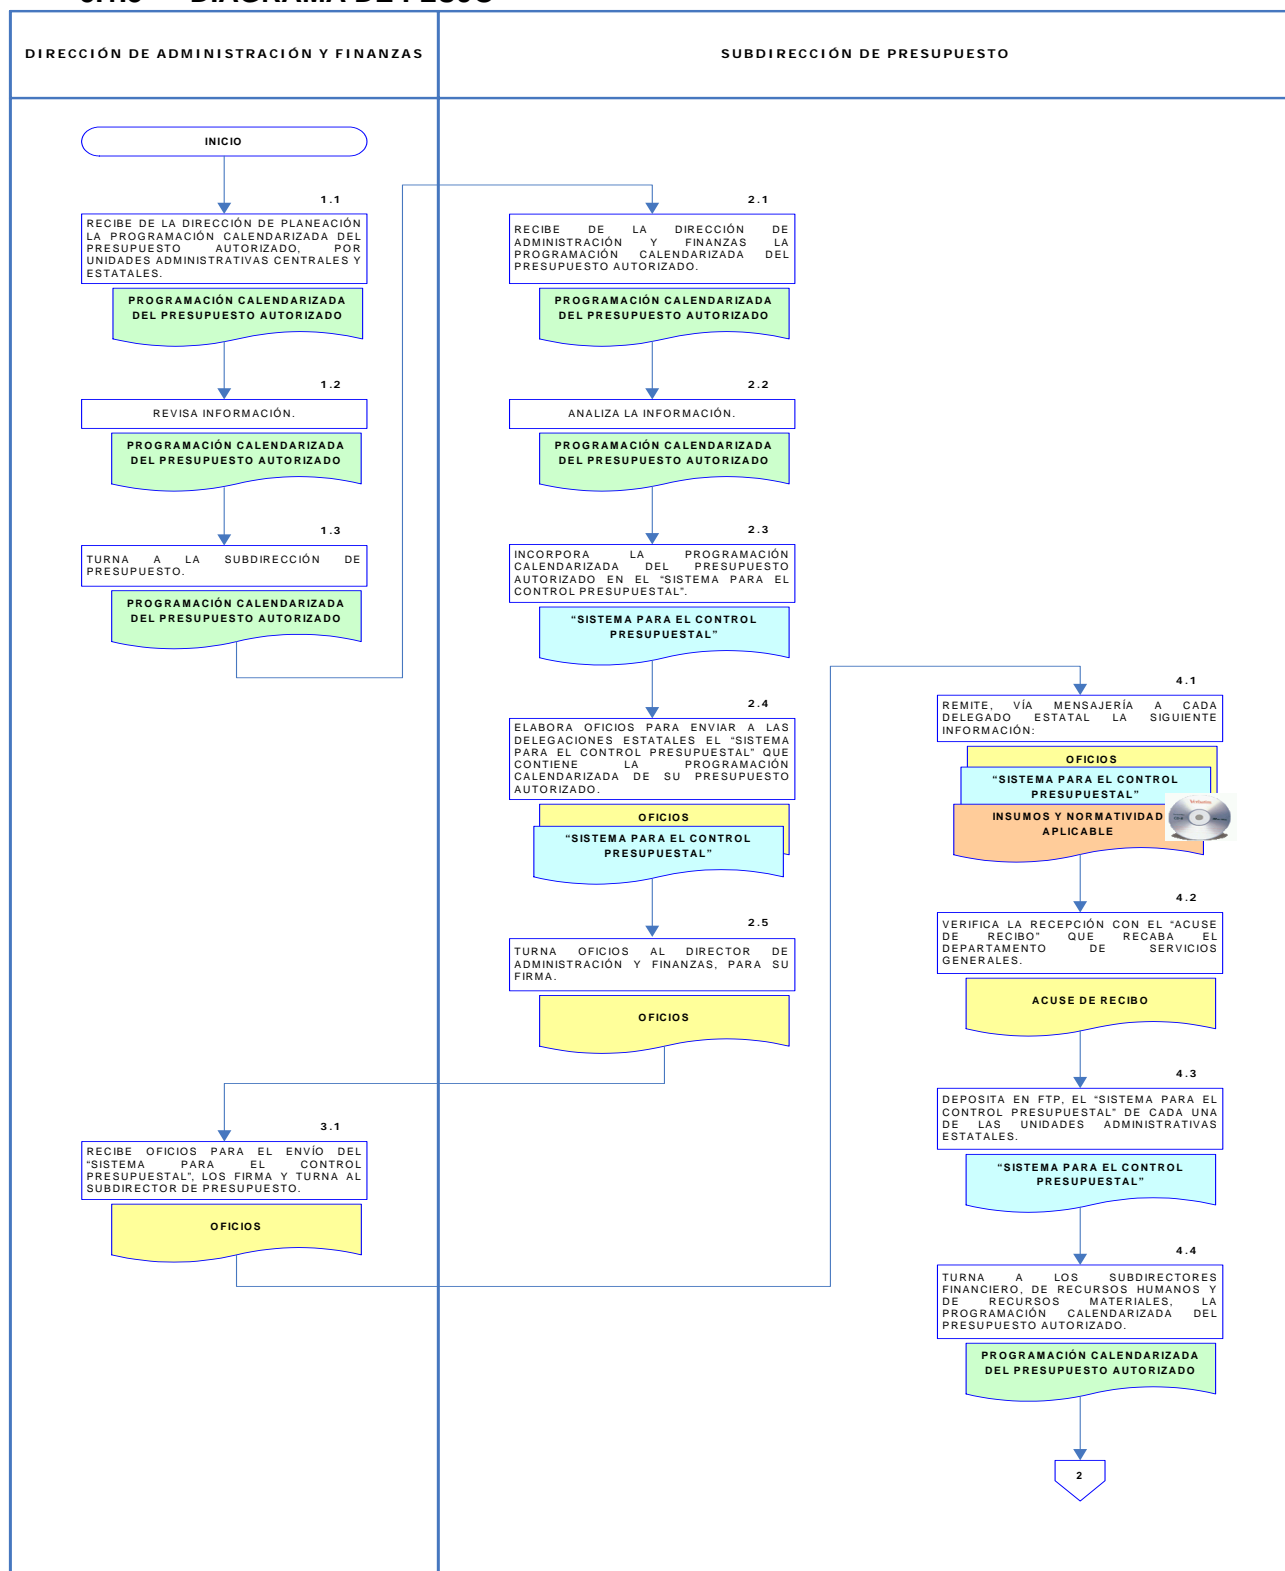 DIAGRAMA DE FLUJO
DIRECCIÓN DE ADMINISTRACIÓN Y FINANZAS
SUBDIRECCIÓN DE PRESUPUESTO
INICIO
1.1
RECIBE DE LA DIRECCIÓN DE PLANEACIÓN
LA PROGRAMACIÓN CALENDARIZADA DEL
PRESUPUESTO AUTORIZADO, POR
UNIDADES ADMINISTRATIVAS CENTRALES Y
ESTATALES.
PROGRAMACIÓN CALENDARIZADA
DEL PRESUPUESTO AUTORIZADO
1.2
REVISA INFORMACIÓN.
PROGRAMACIÓN CALENDARIZADA
DEL PRESUPUESTO AUTORIZADO
1.3
TURNA A LA SUBDIRECCIÓN DE
PRESUPUESTO.
PROGRAMACIÓN CALENDARIZADA
DEL PRESUPUESTO AUTORIZADO
2.1
RECIBE DE LA DIRECCIÓN DE
ADMINISTRACIÓN Y FINANZAS LA
PROGRAMACIÓN CALENDARIZADA DEL
PRESUPUESTO AUTORIZADO.
PROGRAMACIÓN CALENDARIZADA
DEL PRESUPUESTO AUTORIZADO
2.2
ANALIZA LA INFORMACIÓN.
PROGRAMACIÓN CALENDARIZADA
DEL PRESUPUESTO AUTORIZADO
2.3
INCORPORA LA PROGRAMACIÓN
CALENDARIZADA DEL PRESUPUESTO
AUTORIZADO EN EL “SISTEMA PARA EL
CONTROL PRESUPUESTAL”.
“SISTEMA PARA EL CONTROL
PRESUPUESTAL”
2.4
ELABORA OFICIOS PARA ENVIAR A LAS
DELEGACIONES ESTATALES EL “SISTEMA
PARA EL CONTROL PRESUPUESTAL” QUE
CONTIENE LA PROGRAMACIÓN
CALENDARIZADA DE SU PRESUPUESTO
AUTORIZADO.
OFICIOS
“SISTEMA PARA EL CONTROL
PRESUPUESTAL”
2.5
TURNA OFICIOS AL DIRECTOR DE
ADMINISTRACIÓN Y FINANZAS, PARA SU
FIRMA.
OFICIOS
3.1
RECIBE OFICIOS PARA EL ENVÍO DEL
“SISTEMA PARA EL CONTROL
PRESUPUESTAL”, LOS FIRMA Y TURNA AL
SUBDIRECTOR DE PRESUPUESTO.
OFICIOS
4.1
REMITE, VÍA MENSAJERÍA A CADA
DELEGADO ESTATAL LA SIGUIENTE
INFORMACIÓN:
OFICIOS
“SISTEMA PARA EL CONTROL
PRESUPUESTAL”
INSUMOS Y NORMATIVIDAD
APLICABLE
4.2
VERIFICA LA RECEPCIÓN CON EL “ACUSE
DE RECIBO” QUE RECABA EL
DEPARTAMENTO DE SERVICIOS
GENERALES.
ACUSE DE RECIBO
4.3
DEPOSITA EN FTP, EL “SISTEMA PARA EL
CONTROL PRESUPUESTAL” DE CADA UNA
DE LAS UNIDADES ADMINISTRATIVAS
ESTATALES.
“SISTEMA PARA EL CONTROL
PRESUPUESTAL”
4.4
TURNA A LOS SUBDIRECTORES
FINANCIERO, DE RECURSOS HUMANOS Y
DE RECURSOS MATERIALES, LA
PROGRAMACIÓN CALENDARIZADA DEL
PRESUPUESTO AUTORIZADO.
PROGRAMACIÓN CALENDARIZADA
DEL PRESUPUESTO AUTORIZADO
2